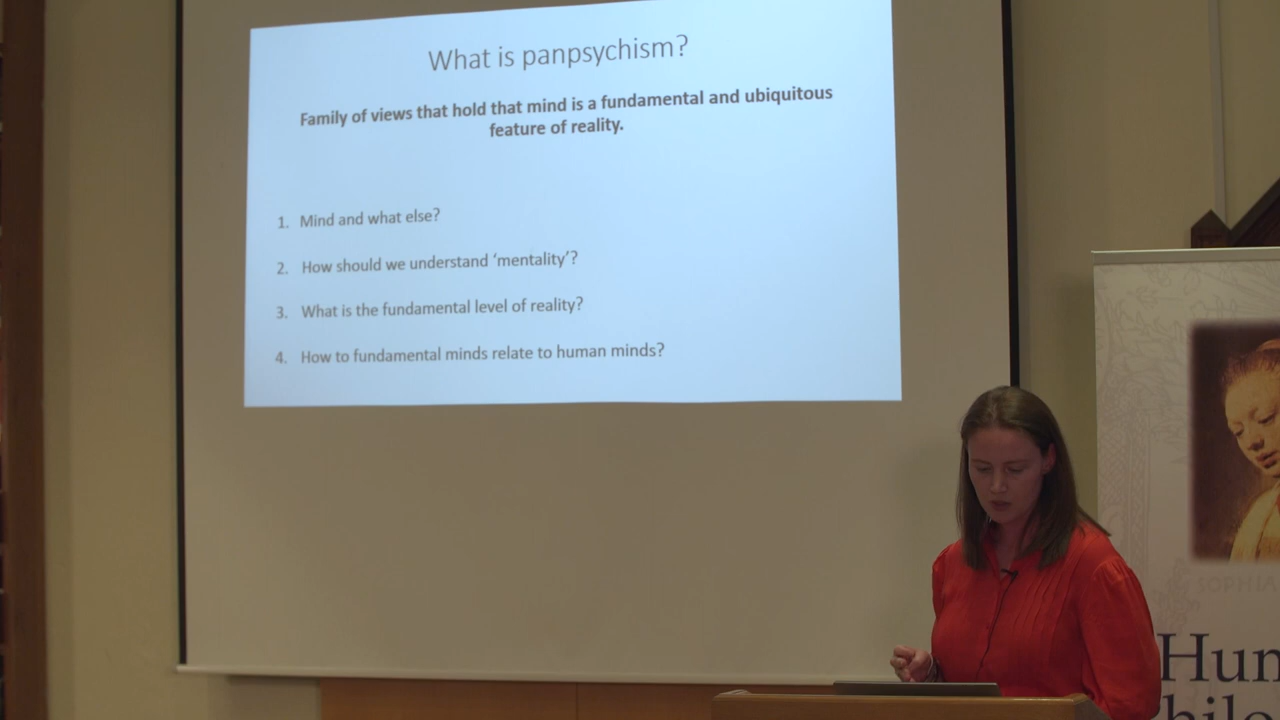 What is panpsychism?
Family of views that hold that mind is a fundamental and ubiquitous
feature of reality.
1. Mind and what else?
2. How should we understand ‘mentality’?
3. What is the fundamental level of reality?
4. How to fundamental minds relate to human minds?
SOPHIA
Hum